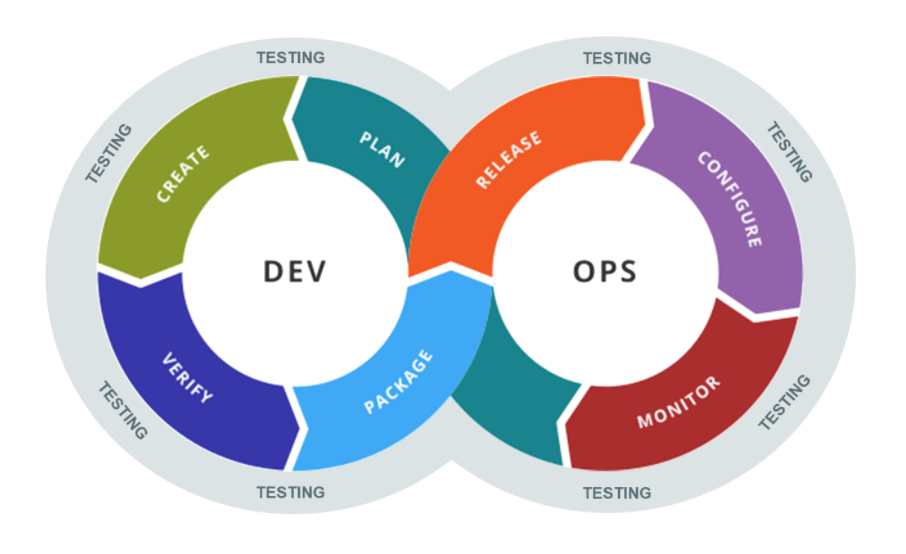 TESTING
TESTING
TESTING
TESTING
PLAN
RELEASE
CREATE
CONFIGURE
DEV
OPS
VERIFY
PACKAGE
MONITOR
TESTING
TESTING
TESTING
TESTING